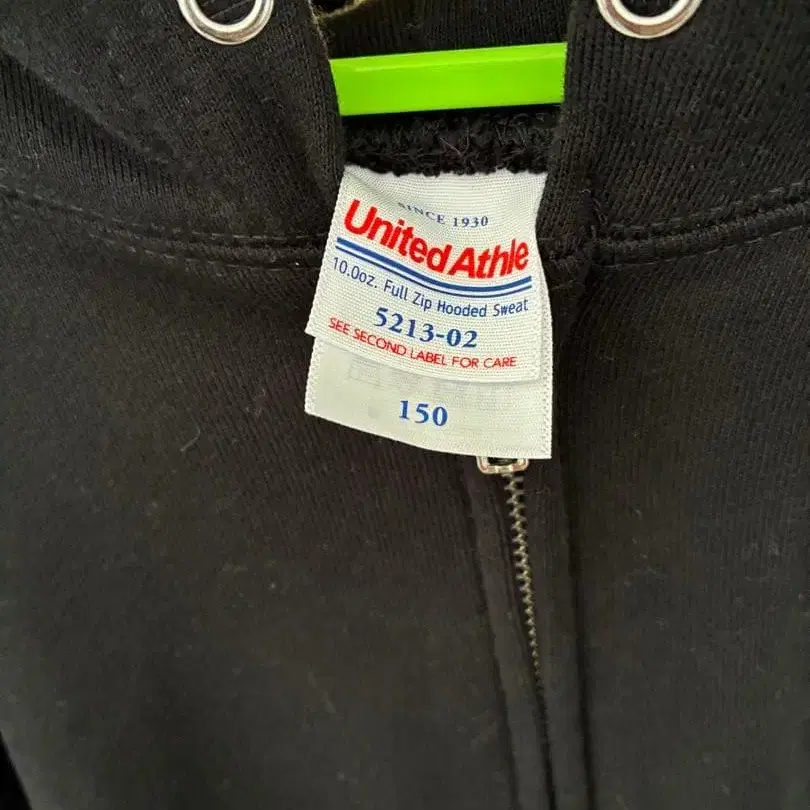 SINCE 1930
United Athle
10.0oz. Full Zip Hooded Sweat
5213-02
SEE SECOND LABEL FOR CARE
150